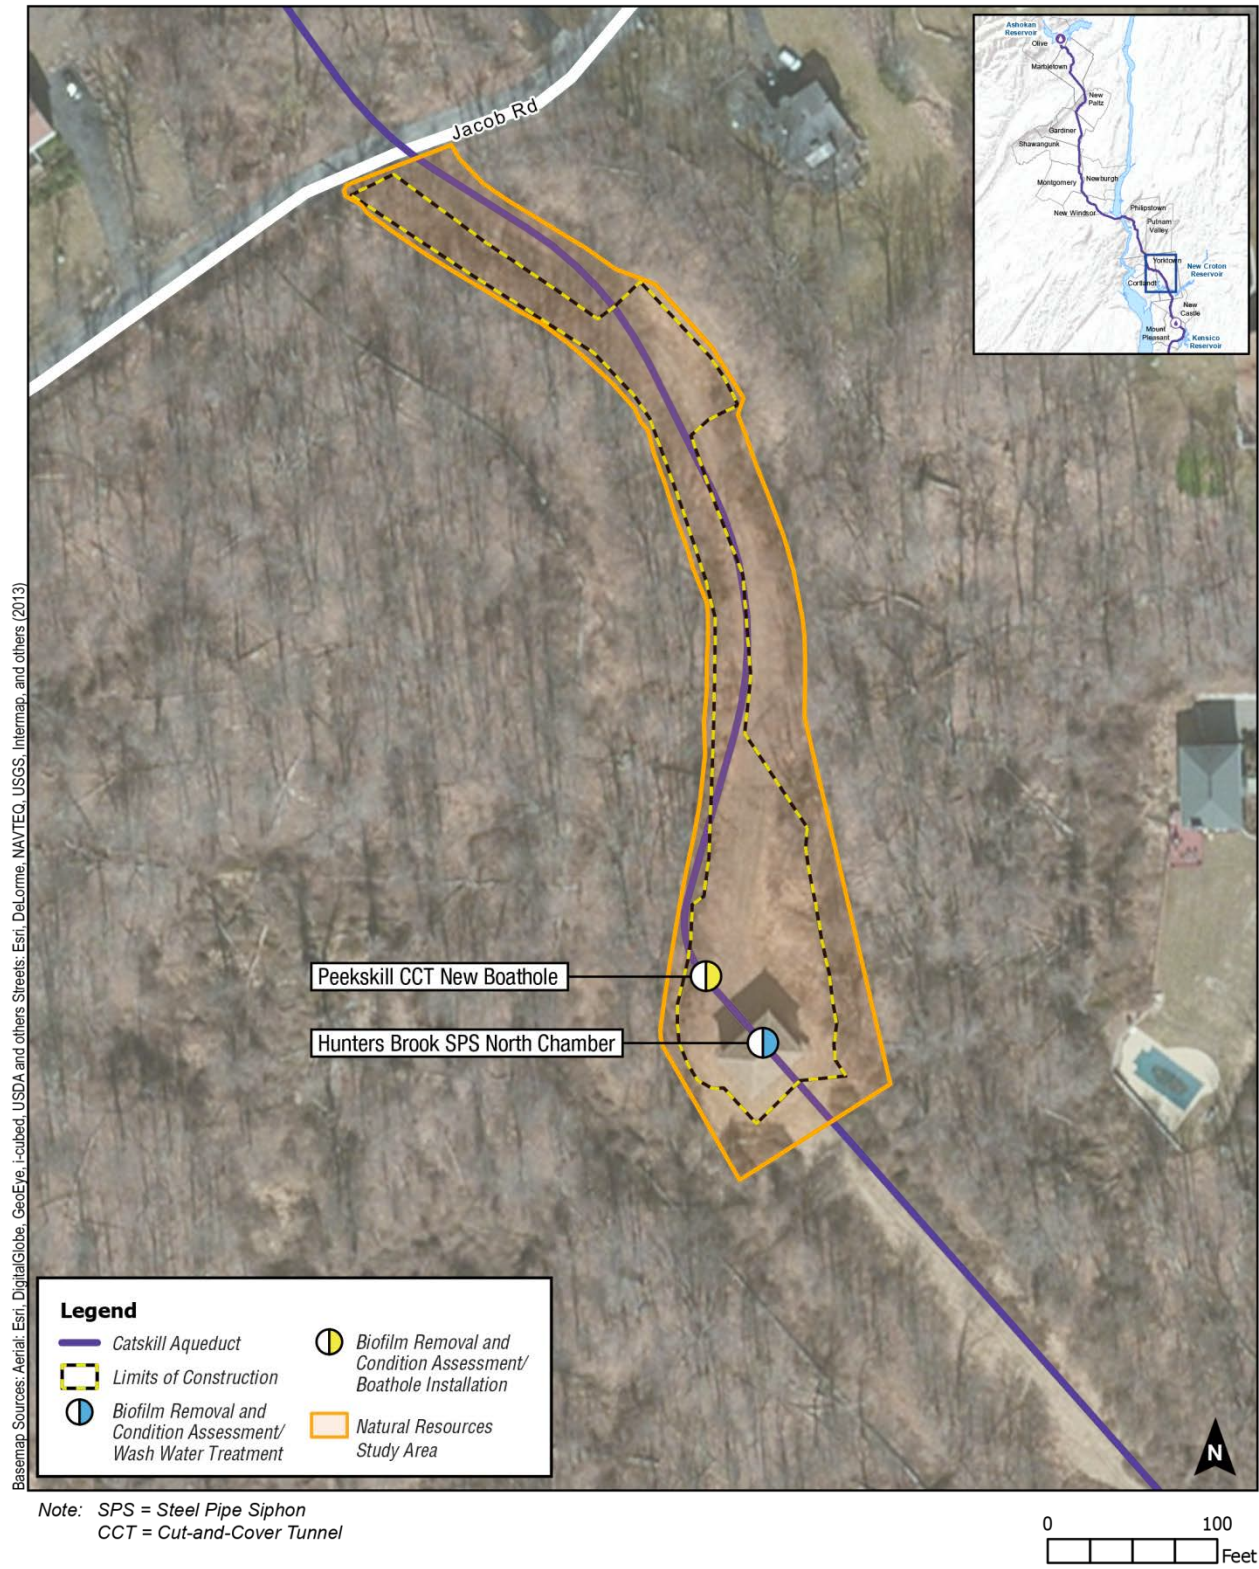 Jacob Rd
Ashokan
Reservoir
Olive
Marbletown
New
Paltz
Gardiner
Shawangunk
Montgomery
Newburgh
New Windsor
Philipstown
Putnam
Valley
Yorktown
New Croton
Reservoir
Cortlandt
New
Castle
Mount
Pleasant
Kensico
Reservoir
Peekskill CCT New Boathole
Hunters Brook SPS North Chamber
Basemap Sources: Aerial: Esri, DigitalGlobe, GeoEye, i-cubed, USDA and others Streets: Esri, DeLorme, NAVTEQ, USGS, Intermap, and others (2013)
Legend
Catskill Aqueduct
Limits of Construction
Biofilm Removal and
Condition Assessment/
Wash Water Treatment
Biofilm Removal and
Condition Assessment/
Boathole Installation
Natural Resources
Study Area
N
Note: SPS = Steel Pipe Siphon
CCT = Cut-and-Cover Tunnel
0 100
Feet